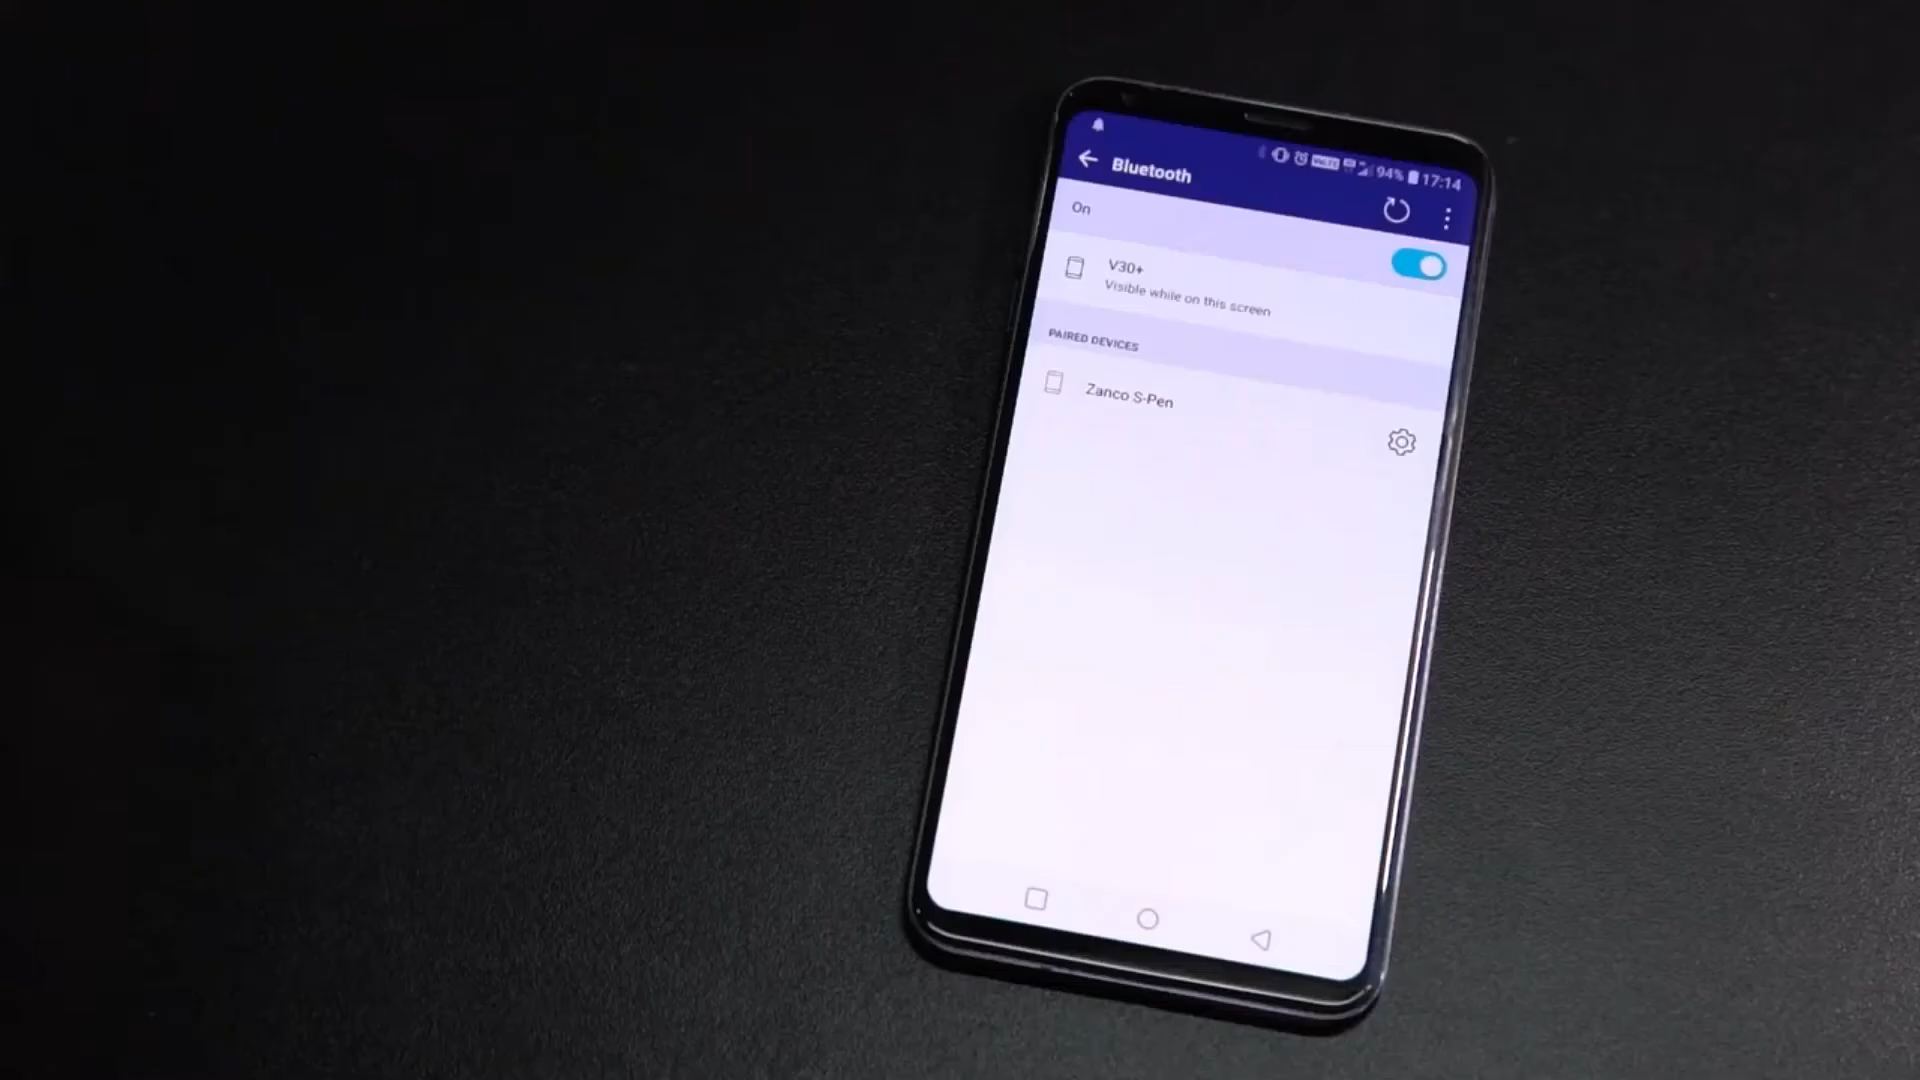 94% 17:14
Bluetooth
On
V30+
Visible while on this screen
PAIRED DEVICES
Zanco S-Pen